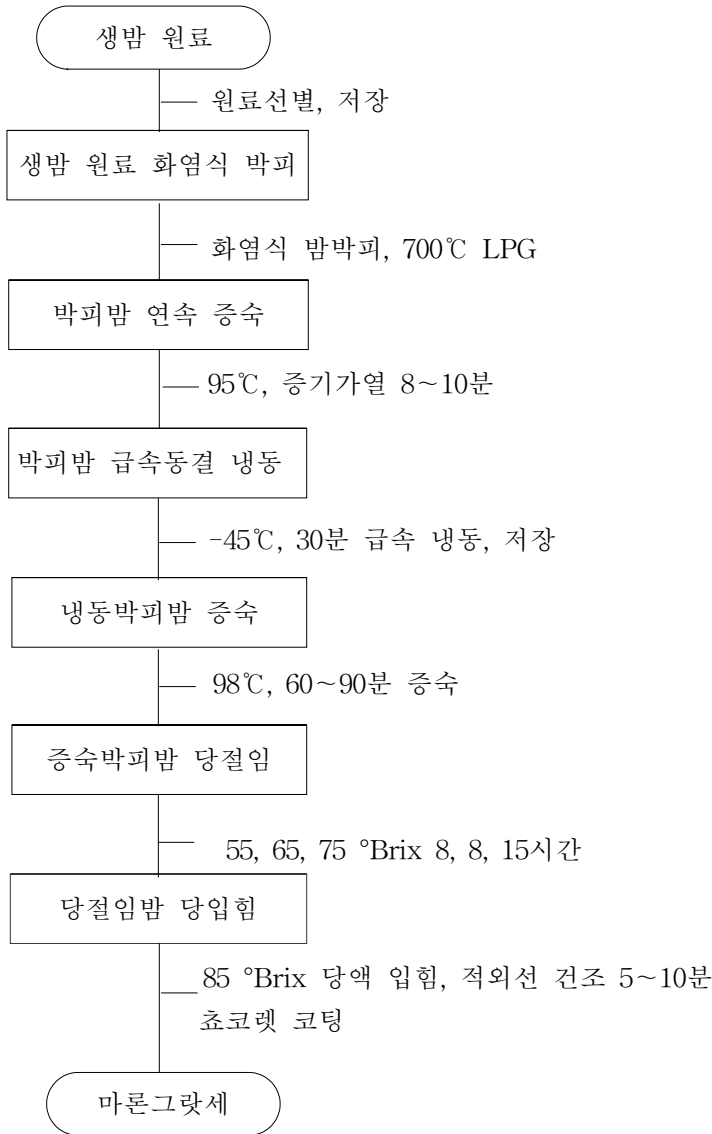 생밤 원료
원료선별, 저장
생밤 원료 화염식 박피
화염식 밤박피, 700℃ LPG
박피밤 연속 증숙
95℃, 증기가열 8～10분
박피밤 급속동결 냉동
-45℃, 30분 급속 냉동, 저장
냉동박피밤 증숙
98℃, 60～90분 증숙
증숙박피밤 당절임
55, 65, 75 °Brix 8, 8, 15시간
당절임밤 당입힘
85 °Brix 당액 입힘, 적외선 건조 5～10분
쵸코렛 코팅
마론그랏세